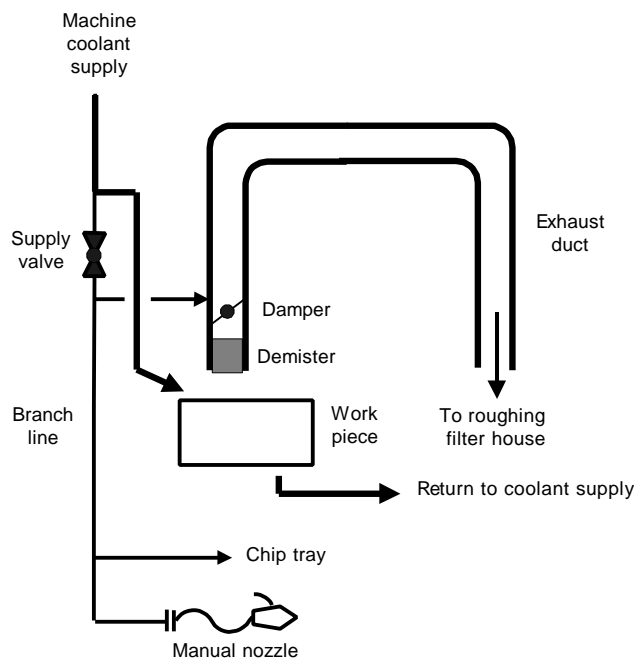 Machine
coolant
supply
Exhaust
duct
Supply
valve
Damper
Demister
Branch
line
Work
piece
To roughing
filter house
Return to coolant supply
Chip tray
Manual nozzle